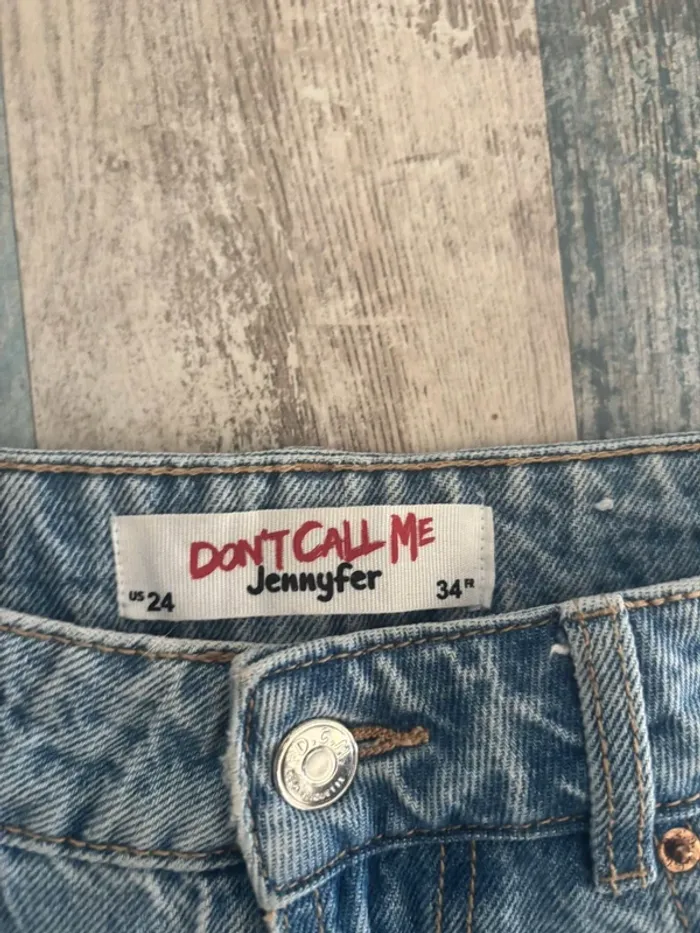 DON'T CALL ME
Jennyfer
US 24
34 FR
D.C.M